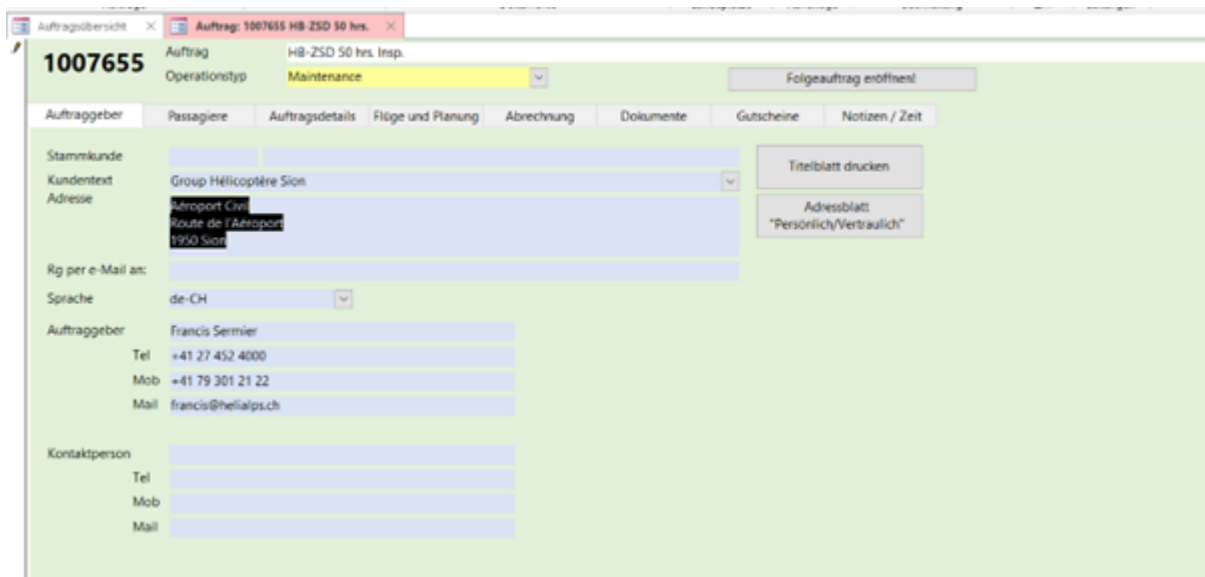 Auftragsübersicht
Auftrag: 1007655 HB-ZSD 50 hrs.
1007655
Auftrag HB-ZSD 50 hrs. Insp.
Operationstyp Maintenance
Folgeauftrag eröffnen!
Auftraggeber Passagiere Auftragsdetails Flüge und Planung Abrechnung Dokumente Gutscheine Notizen / Zeit
Stammkunde
Titelblatt drucken
Kundentext Group Hélicoptère Sion
Adresse Aéroport Civil
Route de l'Aéroport
1950 Sion
Adressblatt
"Persönlich/Vertraulich"
Rg per e-Mail an:
Sprache de-CH
Auftraggeber Francis Sermier
Tel +41 27 452 4000
Mob +41 79 301 21 22
Mail francis@helialps.ch
Kontaktperson
Tel
Mob
Mail